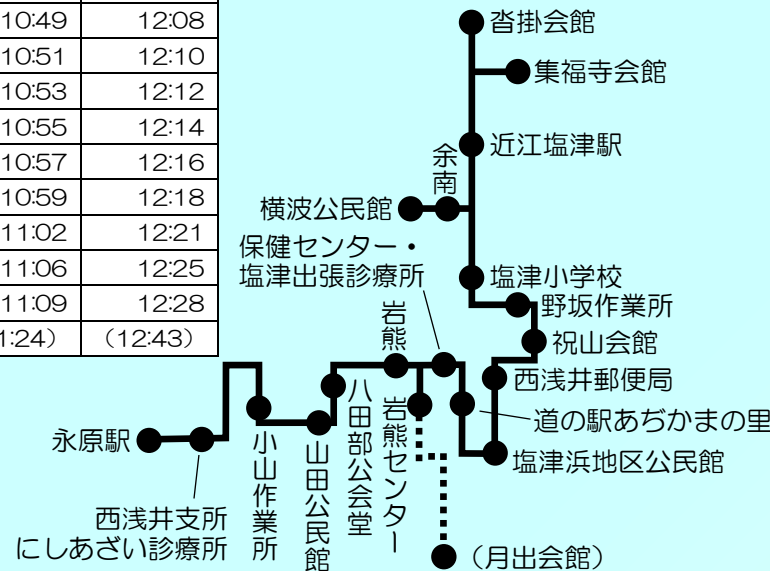 10:49 12:08
10:51 12:10
10:53 12:12
10:55 12:14
10:57 12:16
10:59 12:18
11:02 12:21
11:06 12:25
11:09 12:28
1:24) (12:43)
沓掛会館
集福寺会館
近江塩津駅
余南
横波公民館
保健センター・
塩津出張診療所
塩津小学校
野坂作業所
祝山会館
西浅井郵便局
道の駅あぢかまの里
塩津浜地区公民館
岩熊
岩熊センター
八田部公会堂
山田公民館
小山作業所
永原駅
西浅井支所
にしあざい診療所
(月出会館)